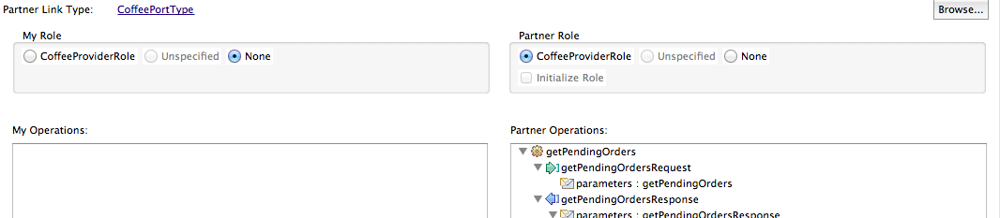 Partner Link Type: CoffeePortType Browse...
My Role
CoffeeProviderRole Unspecified None
Partner Role
CoffeeProviderRole Unspecified None
Initialize Role
My Operations:
Partner Operations:
getPendingOrders
getPendingOrdersRequest
parameters : getPendingOrders
getPendingOrdersResponse
parameters : getPendingOrdersResponse